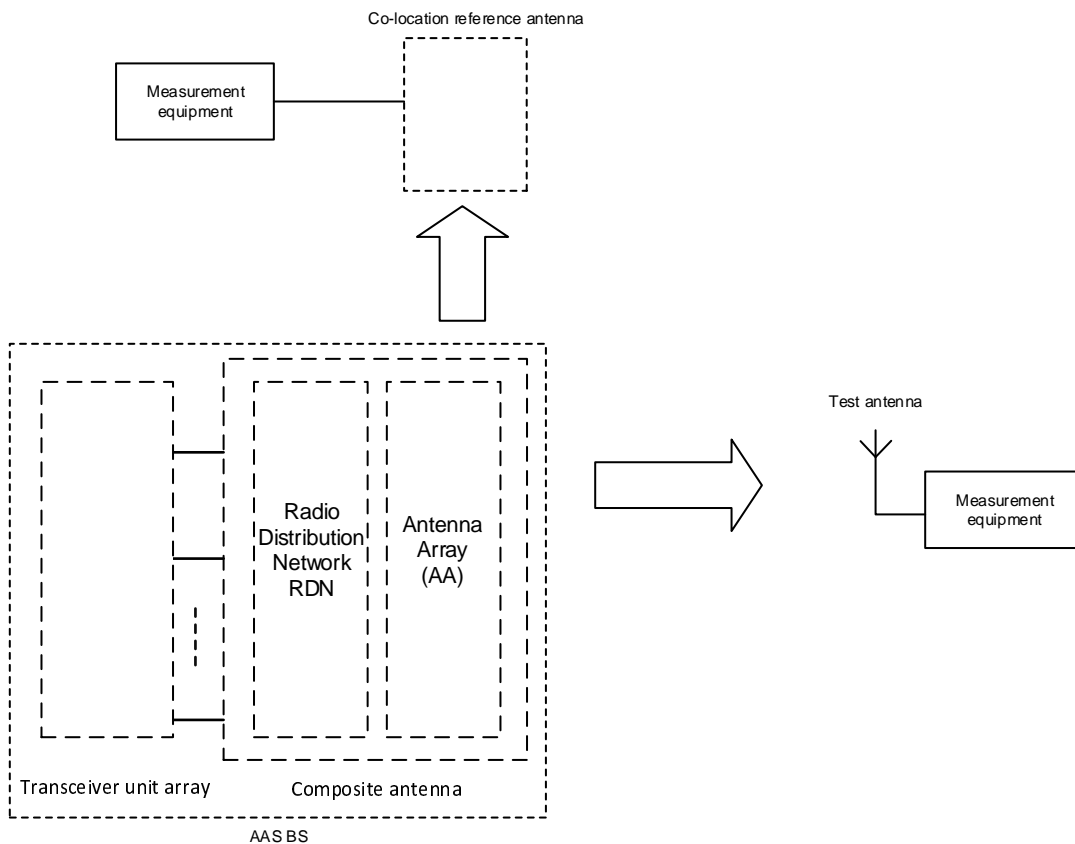 Co-location reference antenna
Measurement
equipment
Test antenna
Measurement
equipment
Radio
Distribution
Network
RDN
Antenna
Array
(AA)
Transceiver unit array
Composite antenna
AAS BS